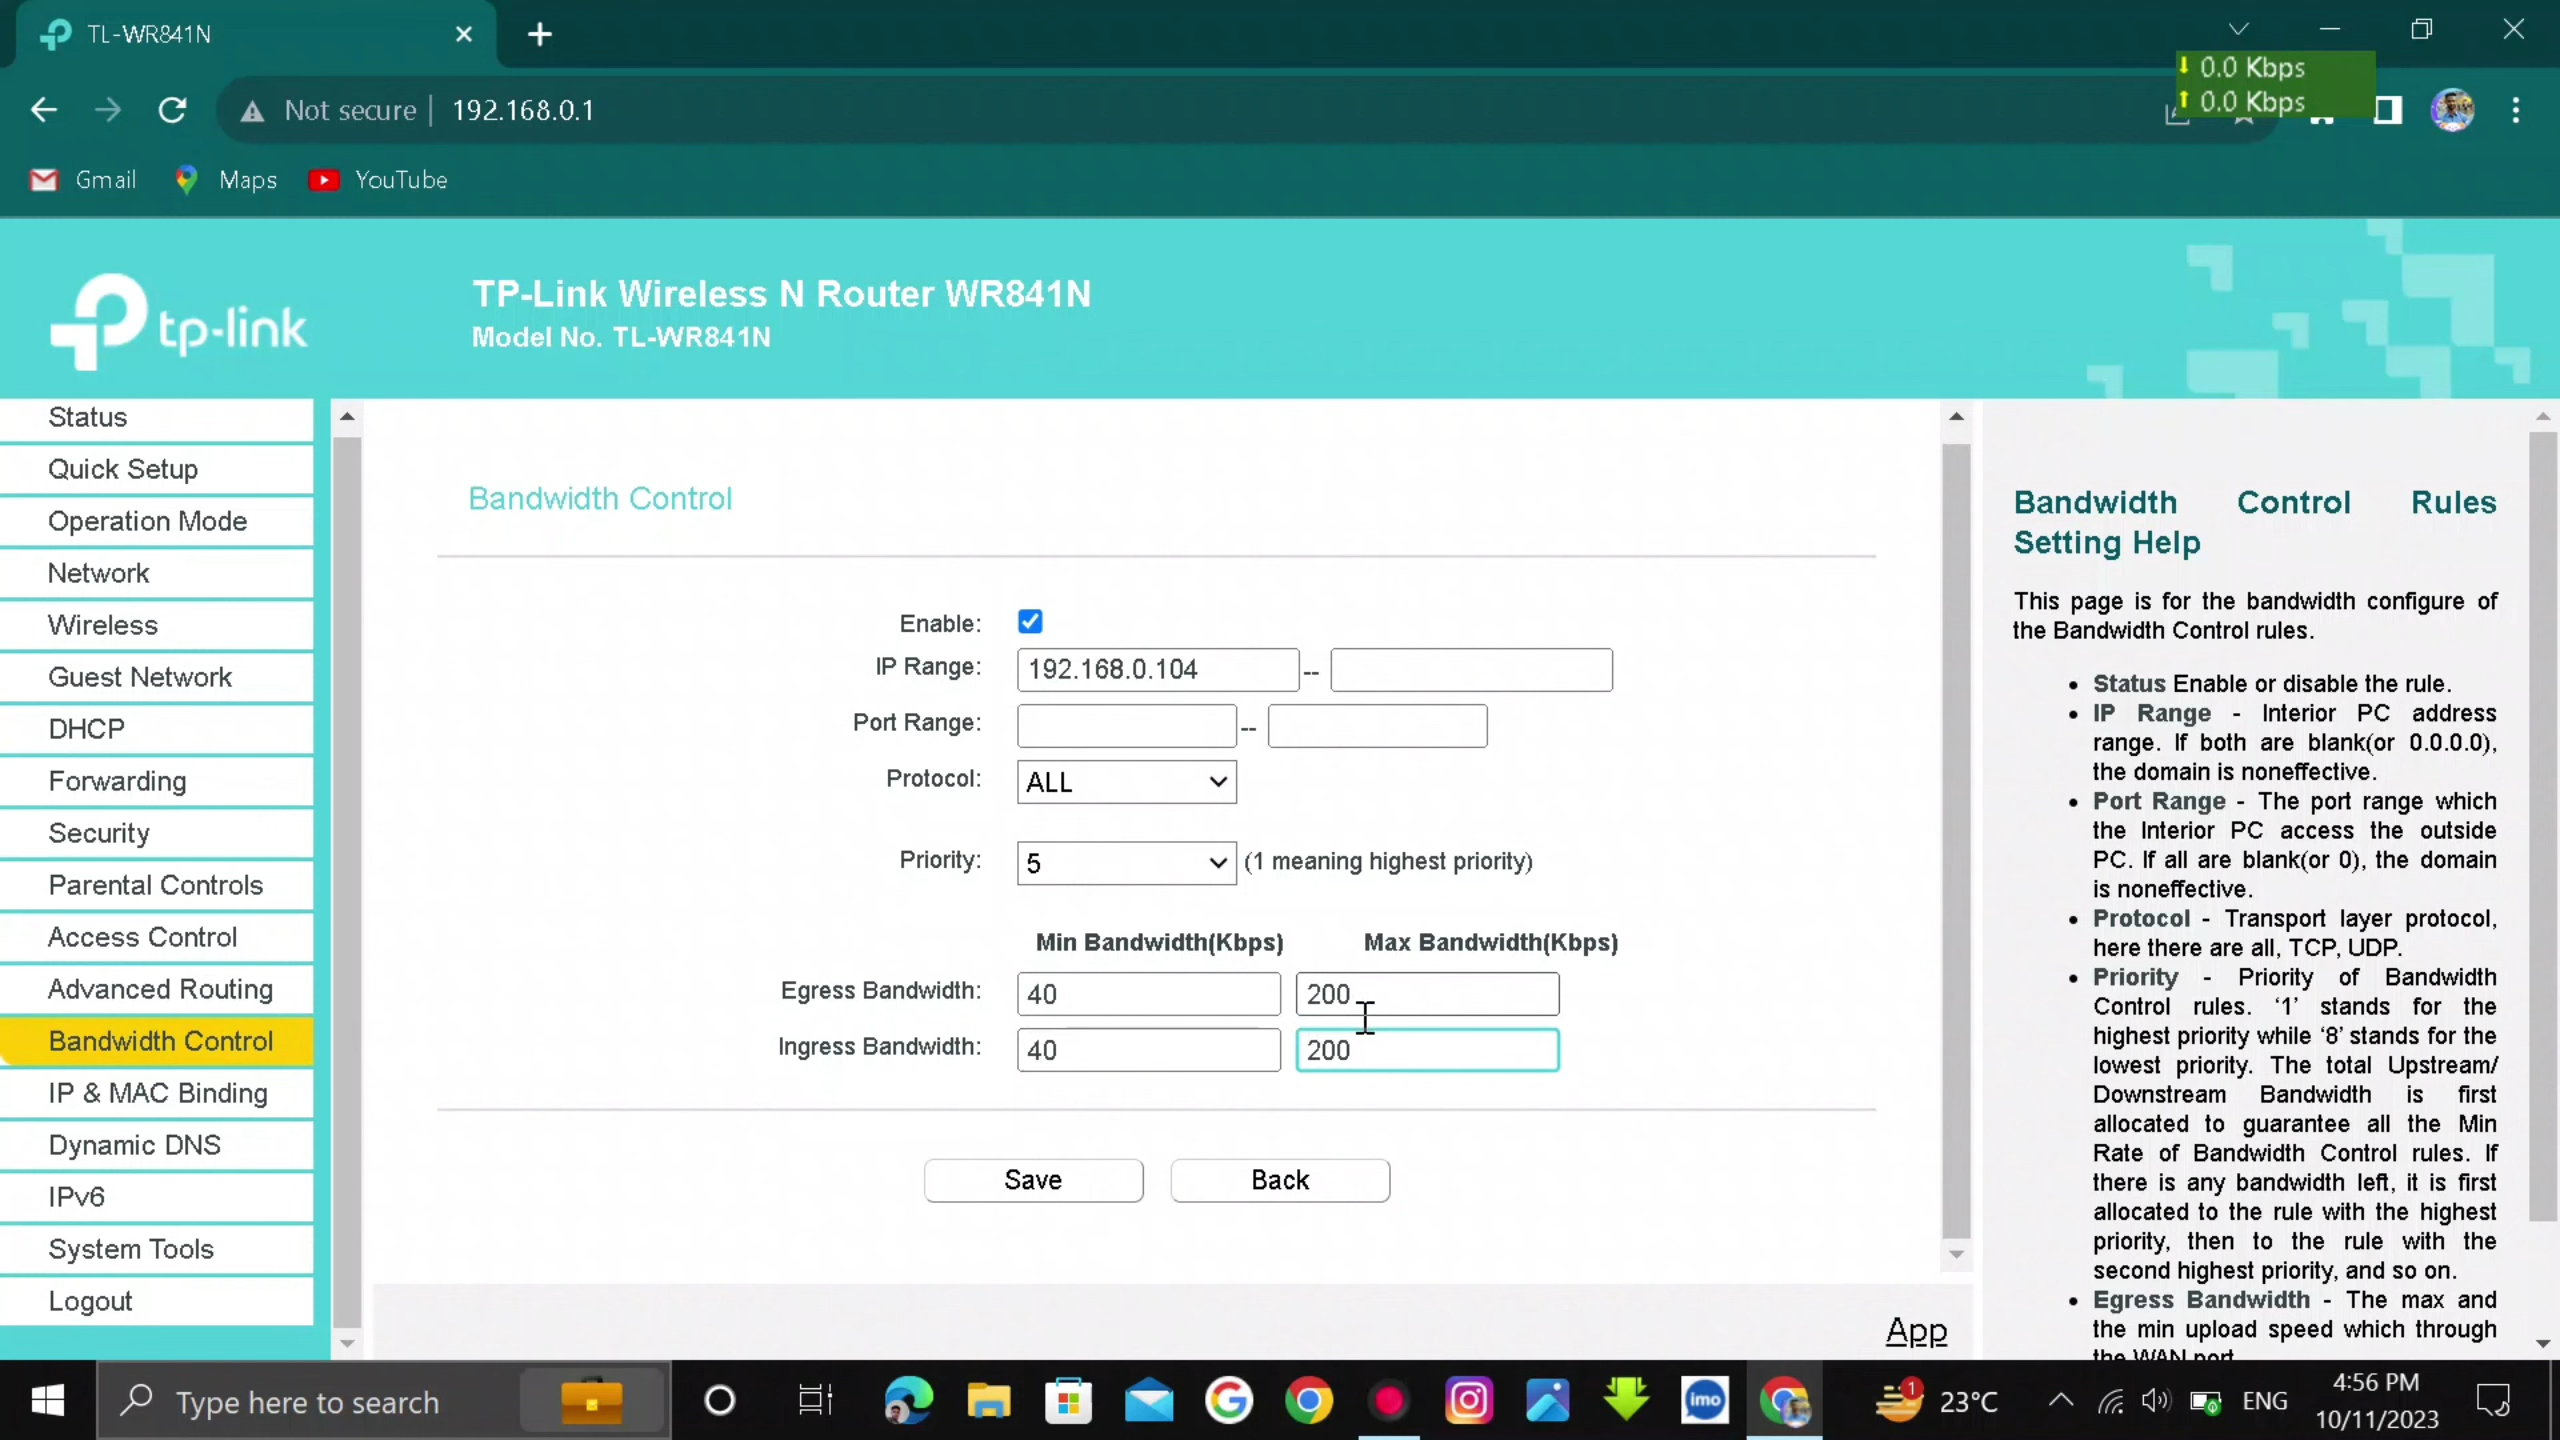 TL-WR841N
0.0 Kbps
0.0 Kbps
Not secure
192.168.0.1
Gmail
Maps
YouTube
tp-link
TP-Link Wireless N Router WR841N
Model No. TL-WR841N
Status
Quick Setup
Operation Mode
Network
Wireless
Guest Network
DHCP
Forwarding
Security
Parental Controls
Access Control
Advanced Routing
Bandwidth Control
IP & MAC Binding
Dynamic DNS
IPv6
System Tools
Logout
Bandwidth Control
Enable:
IP Range: 192.168.0.104 --
Port Range: --
Protocol: ALL
Priority: 5 (1 meaning highest priority)
Min Bandwidth(Kbps) Max Bandwidth(Kbps)
Egress Bandwidth: 40 200
Ingress Bandwidth: 40 200
Save Back
App
Bandwidth Control Rules
Setting Help
This page is for the bandwidth configure of
the Bandwidth Control rules.
• Status Enable or disable the rule.
• IP Range - Interior PC address
range. If both are blank(or 0.0.0.0),
the domain is noneffective.
• Port Range - The port range which
the Interior PC access the outside
PC. If all are blank(or 0), the domain
is noneffective.
• Protocol - Transport layer protocol,
here there are all, TCP, UDP.
• Priority - Priority of Bandwidth
Control rules. ‘1’ stands for the
highest priority while ‘8’ stands for the
lowest priority. The total Upstream/
Downstream Bandwidth is first
allocated to guarantee all the Min
Rate of Bandwidth Control rules. If
there is any bandwidth left, it is first
allocated to the rule with the highest
priority, then to the rule with the
second highest priority, and so on.
• Egress Bandwidth - The max and
the min upload speed which through
the WAN port.
Type here to search
imo
1
23°C
ENG
4:56 PM
10/11/2023